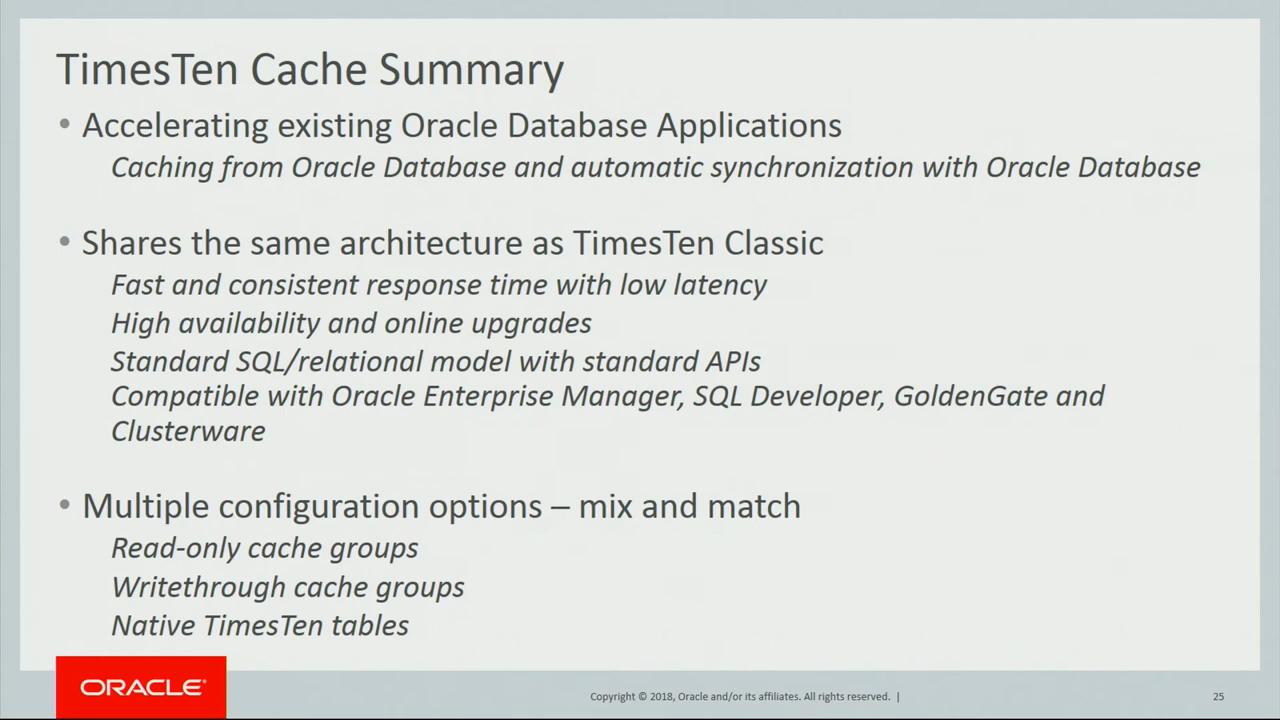 TimesTen Cache Summary
• Accelerating existing Oracle Database Applications
Caching from Oracle Database and automatic synchronization with Oracle Database
• Shares the same architecture as TimesTen Classic
Fast and consistent response time with low latency
High availability and online upgrades
Standard SQL/relational model with standard APIs
Compatible with Oracle Enterprise Manager, SQL Developer, GoldenGate and
Clusterware
• Multiple configuration options – mix and match
Read-only cache groups
Writethrough cache groups
Native TimesTen tables
ORACLE®
Copyright © 2018, Oracle and/or its affiliates. All rights reserved. |
25